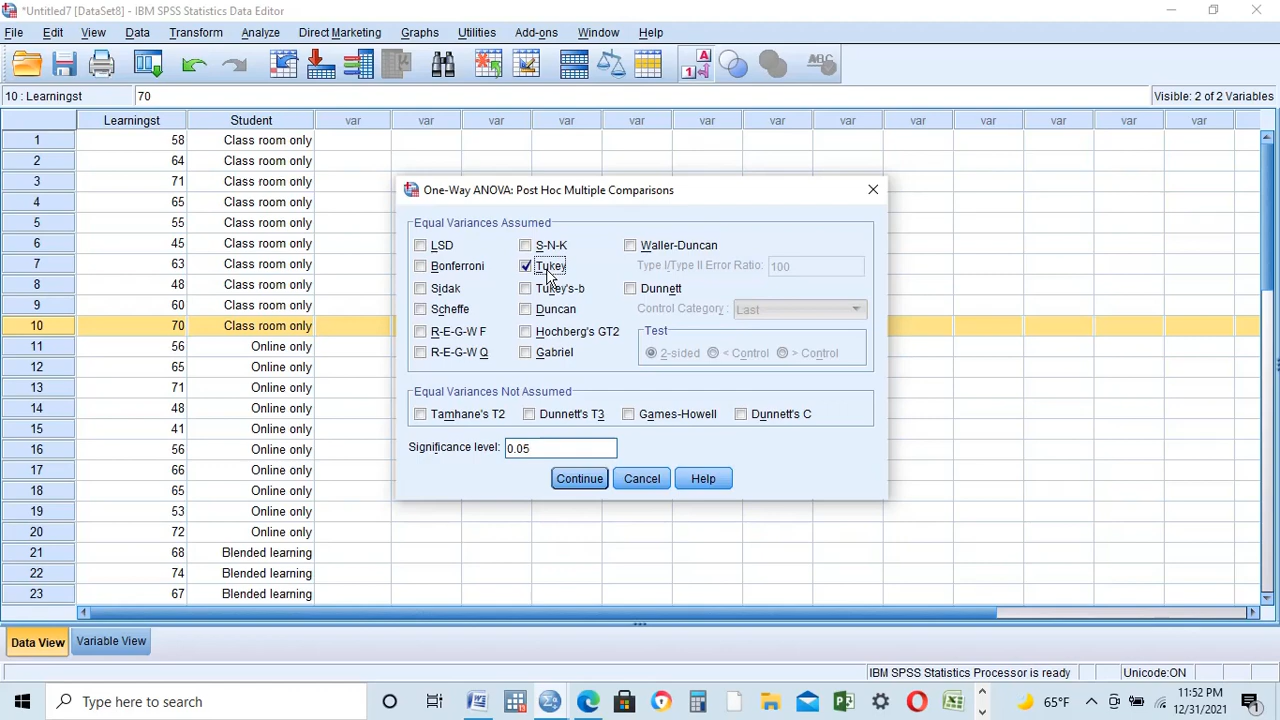 *Untitled7 [DataSet8] - IBM SPSS Statistics Data Editor
File Edit View Data Transform Analyze Direct Marketing Graphs Utilities Add-ons Window Help
10 : Learningst 70 Visible: 2 of 2 Variables
Learningst Student var var var var var var var var var var var var var
1 58 Class room only
2 64 Class room only
3 71 Class room only
4 65 Class room only
5 55 Class room only
6 45 Class room only
7 63 Class room only
8 48 Class room only
9 60 Class room only
10 70 Class room only
11 56 Online only
12 65 Online only
13 71 Online only
14 48 Online only
15 41 Online only
16 56 Online only
17 66 Online only
18 65 Online only
19 53 Online only
20 72 Online only
21 68 Blended learning
22 74 Blended learning
23 67 Blended learning
One-Way ANOVA: Post Hoc Multiple Comparisons
Equal Variances Assumed
LSD S-N-K Waller-Duncan
Bonferroni Tukey Type I/Type II Error Ratio: 100
Sidak Tukey's-b Dunnett
Scheffe Duncan Control Category : Last
R-E-G-W F Hochberg's GT2 Test
R-E-G-W Q Gabriel 2-sided < Control > Control
Equal Variances Not Assumed
Tamhane's T2 Dunnett's T3 Games-Howell Dunnett's C
Significance level: 0.05
Continue Cancel Help
Data View Variable View
IBM SPSS Statistics Processor is ready Unicode:ON
Type here to search
65°F
11:52 PM
12/31/2021